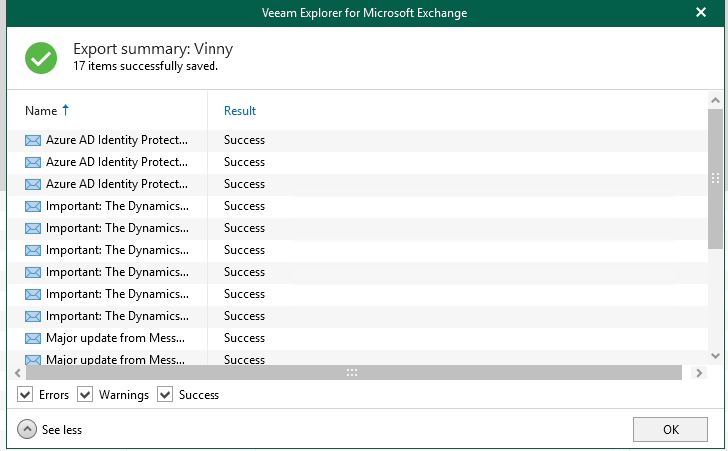 Veeam Explorer for Microsoft Exchange
Export summary: Vinny
17 items successfully saved.
Name Result
Azure AD Identity Protect... Success
Azure AD Identity Protect... Success
Azure AD Identity Protect... Success
Important: The Dynamics... Success
Important: The Dynamics... Success
Important: The Dynamics... Success
Important: The Dynamics... Success
Important: The Dynamics... Success
Important: The Dynamics... Success
Major update from Mess... Success
Major update from Mess... Success
Errors Warnings Success
See less OK